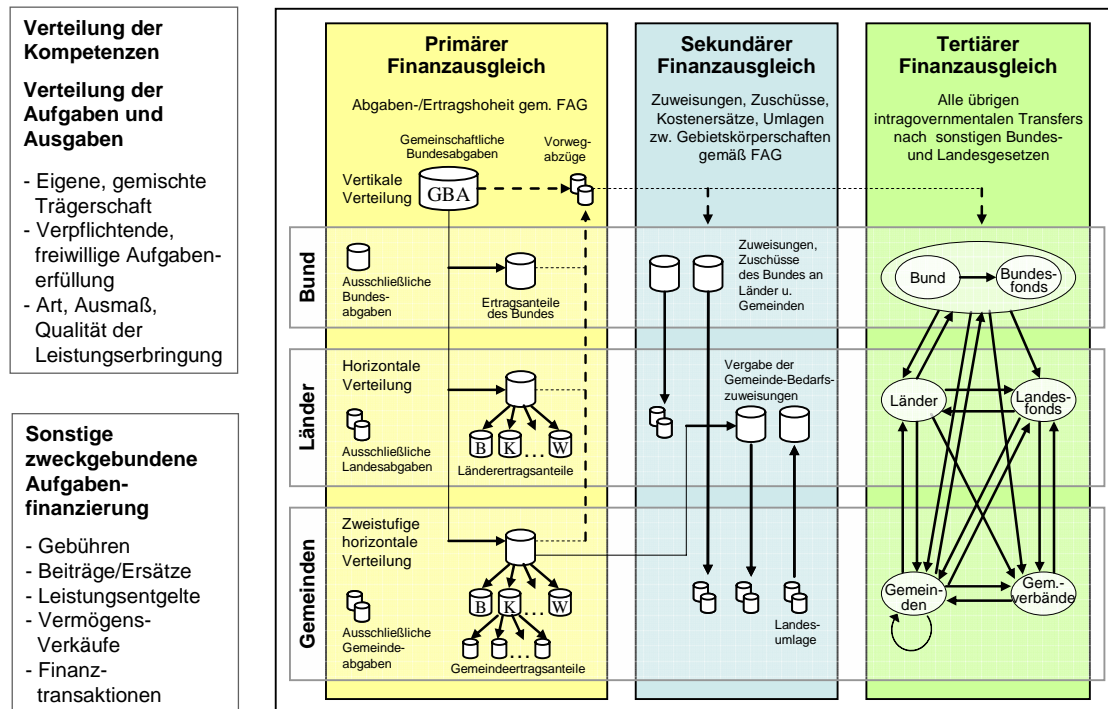 Verteilung der
Kompetenzen
Verteilung der
Aufgaben und
Ausgaben
- Eigene, gemischte
Trägerschaft
- Verpflichtende,
freiwillige Aufgaben-
erfüllung
- Art, Ausmaß,
Qualität der
Leistungserbringung
Sonstige
zweckgebundene
Aufgaben-
finanzierung
- Gebühren
- Beiträge/Ersätze
- Leistungsentgelte
- Vermögens-
Verkäufe
- Finanz-
transaktionen
Primärer
Finanzausgleich
Abgaben-/Ertragshoheit gem. FAG
Gemeinschaftliche
Bundesabgaben
Vorweg-
abzüge
Vertikale
Verteilung
GBA
Sekundärer
Finanzausgleich
Zuweisungen, Zuschüsse,
Kostenersätze, Umlagen
zw. Gebietskörperschaften
gemäß FAG
Tertiärer
Finanzausgleich
Alle übrigen
intragovernmentalen Transfers
nach sonstigen Bundes-
und Landesgesetzen
Bund
Ausschließliche
Bundes-
abgaben
Ertragsanteile
des Bundes
Zuweisungen,
Zuschüsse
des Bundes an
Länder u.
Gemeinden
Bund
Bundes-
fonds
Länder
Horizontale
Verteilung
Ausschließliche
Landesabgaben
B K ... W
Länderertragsanteile
Vergabe der
Gemeinde-Bedarfs-
zuweisungen
Länder
Landes-
fonds
Gemeinden
Zweistufige
horizontale
Verteilung
Ausschließliche
Gemeinde-
abgaben
B K ... W
...
Gemeindeertragsanteile
Landes-
umlage
Gemein-
den
Gem.-
verbände